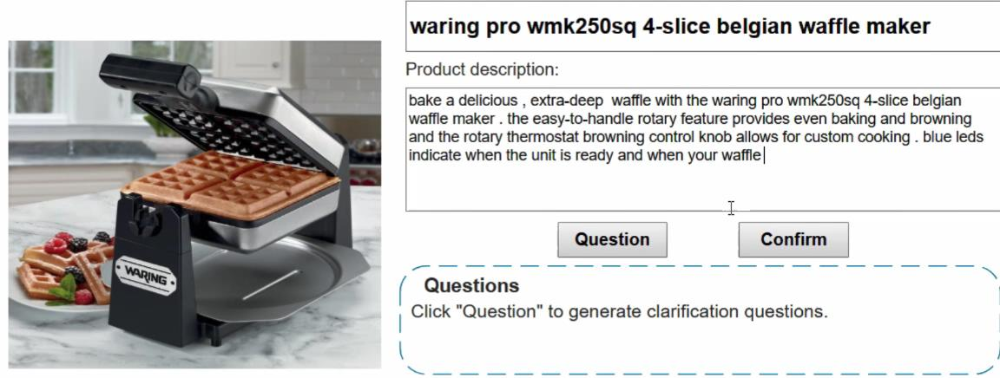 waring pro wmk250sq 4-slice belgian waffle maker
Product description:
bake a delicious , extra-deep  waffle with the waring pro wmk250sq 4-slice belgian
waffle maker . the easy-to-handle rotary feature provides even baking and browning
and the rotary thermostat browning control knob allows for custom cooking . blue leds
indicate when the unit is ready and when your waffle
Question
Confirm
Questions
Click "Question" to generate clarification questions.
WARING